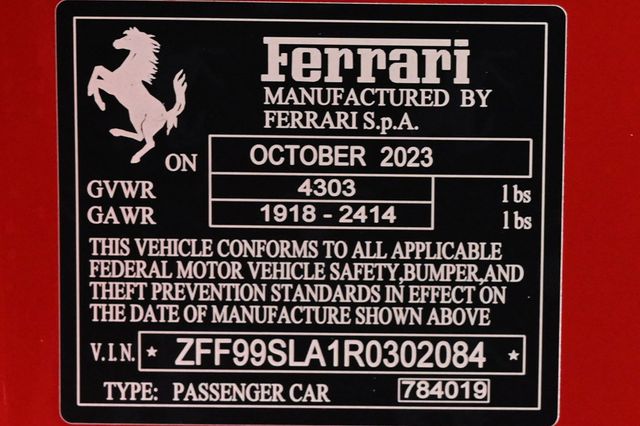 Ferrari
MANUFACTURED BY
FERRARI S.p.A.
ON OCTOBER 2023
GVWR 4303 lbs
GAWR 1918 - 2414 lbs
THIS VEHICLE CONFORMS TO ALL APPLICABLE
FEDERAL MOTOR VEHICLE SAFETY,BUMPER,AND
THEFT PREVENTION STANDARDS IN EFFECT ON
THE DATE OF MANUFACTURE SHOWN ABOVE
V.I.N. * ZFF99SLA1R0302084 *
TYPE: PASSENGER CAR 784019